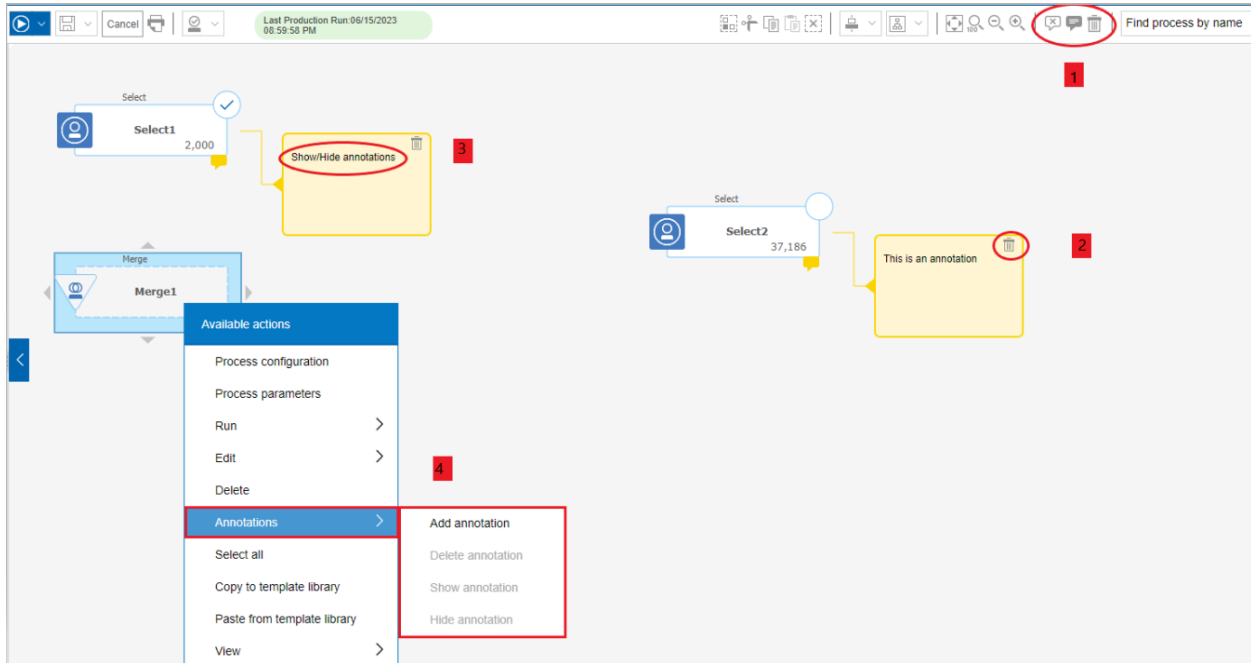 Cancel
Last Production Run:06/15/2023
08:59:58 PM
100
Find process by name
1
Select
Select1
2,000
Show/Hide annotations
3
Select
Select2
37,186
This is an annotation
2
Merge
Merge1
Available actions
Process configuration
Process parameters
Run
Edit
4
Delete
Annotations
Add annotation
Select all
Delete annotation
Copy to template library
Show annotation
Paste from template library
Hide annotation
View